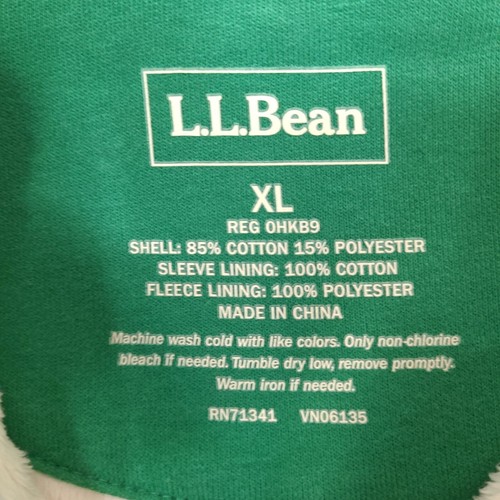 L.L.Bean
XL
REG OHKB9
SHELL: 85% COTTON 15% POLYESTER
SLEEVE LINING: 100% COTTON
FLEECE LINING: 100% POLYESTER
MADE IN CHINA
Machine wash cold with like colors. Only non-chlorine
bleach if needed. Tumble dry low, remove promptly.
Warm iron if needed.
RN71341 VN06135